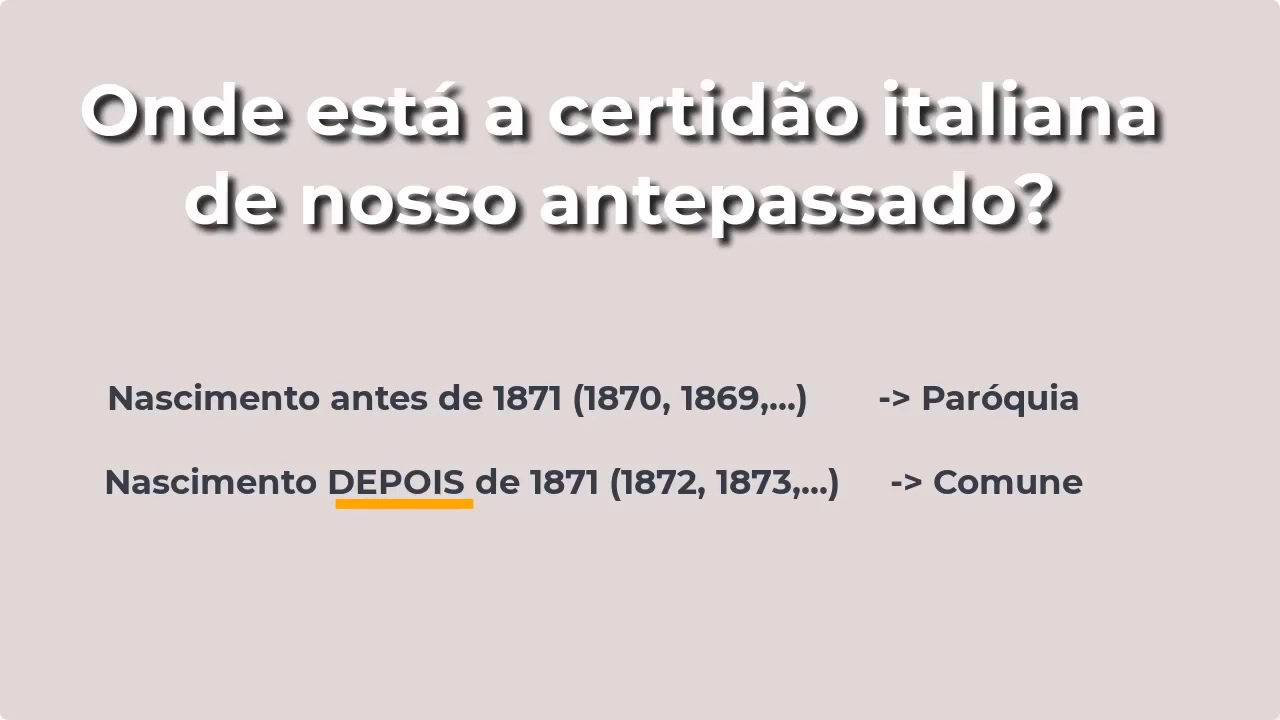 Onde está a certidão italiana
de nosso antepassado?
Nascimento antes de 1871 (1870, 1869,...) -> Paróquia
Nascimento DEPOIS de 1871 (1872, 1873,...) -> Comune